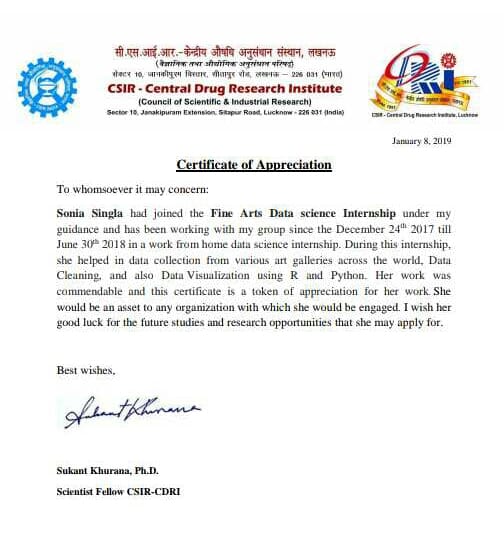 सी.एस.आई.आर.-केन्द्रीय औषधि अनुसंधान संस्थान, लखनऊ
(वैज्ञानिक तथा औद्योगिक अनुसंधान परिषद)
सेक्टर 10, जानकीपुरम विस्तार, सीतापुर रोड, लखनऊ – 226 031 (भारत)
CSIR - Central Drug Research Institute
(Council of Scientific & Industrial Research)
Sector 10, Janakipuram Extension, Sitapur Road, Lucknow – 226 031 (India)
CSIR - Central Drug Research Institute, Lucknow
January 8, 2019
Certificate of Appreciation
To whomsoever it may concern:
Sonia Singla had joined the Fine Arts Data science Internship under my
guidance and has been working with my group since the December 24th 2017 till
June 30th 2018 in a work from home data science internship. During this internship,
she helped in data collection from various art galleries across the world, Data
Cleaning, and also Data Visualization using R and Python. Her work was
commendable and this certificate is a token of appreciation for her work. She
would be an asset to any organization with which she would be engaged. I wish her
good luck for the future studies and research opportunities that she may apply for.
Best wishes,
Sukant Khurana
Sukant Khurana, Ph.D.
Scientist Fellow CSIR-CDRI